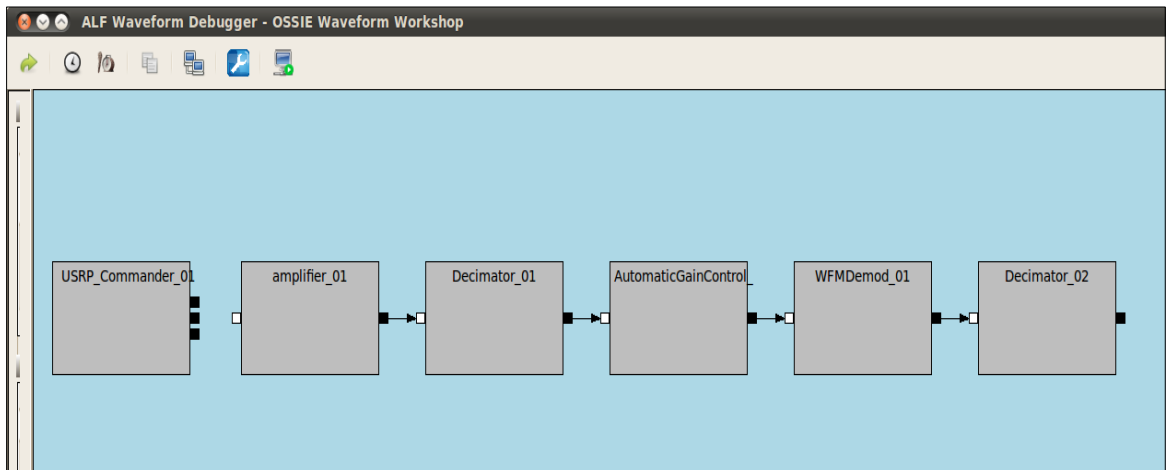 ALF Waveform Debugger - OSSIE Waveform Workshop
USRP_Commander_01
amplifier_01
Decimator_01
AutomaticGainControl_
WFMDemod_01
Decimator_02